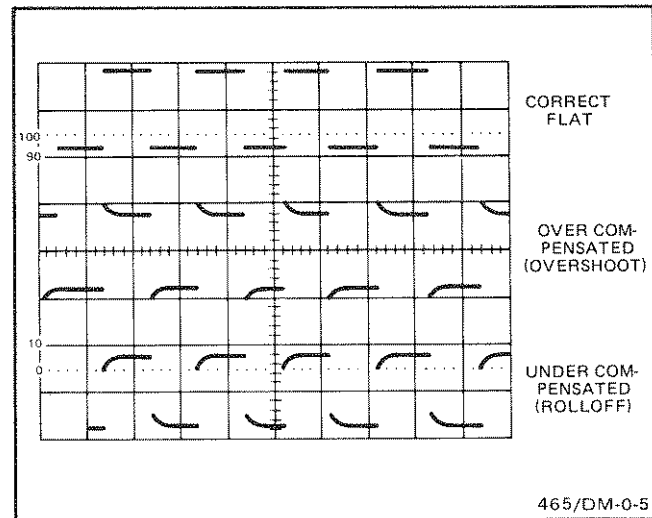 CORRECT
FLAT
100
90
OVER COM-
PENSATED
(OVERSHOOT)
10
0
UNDER COM-
PENSATED
(ROLLOFF)
465/DM-0-5